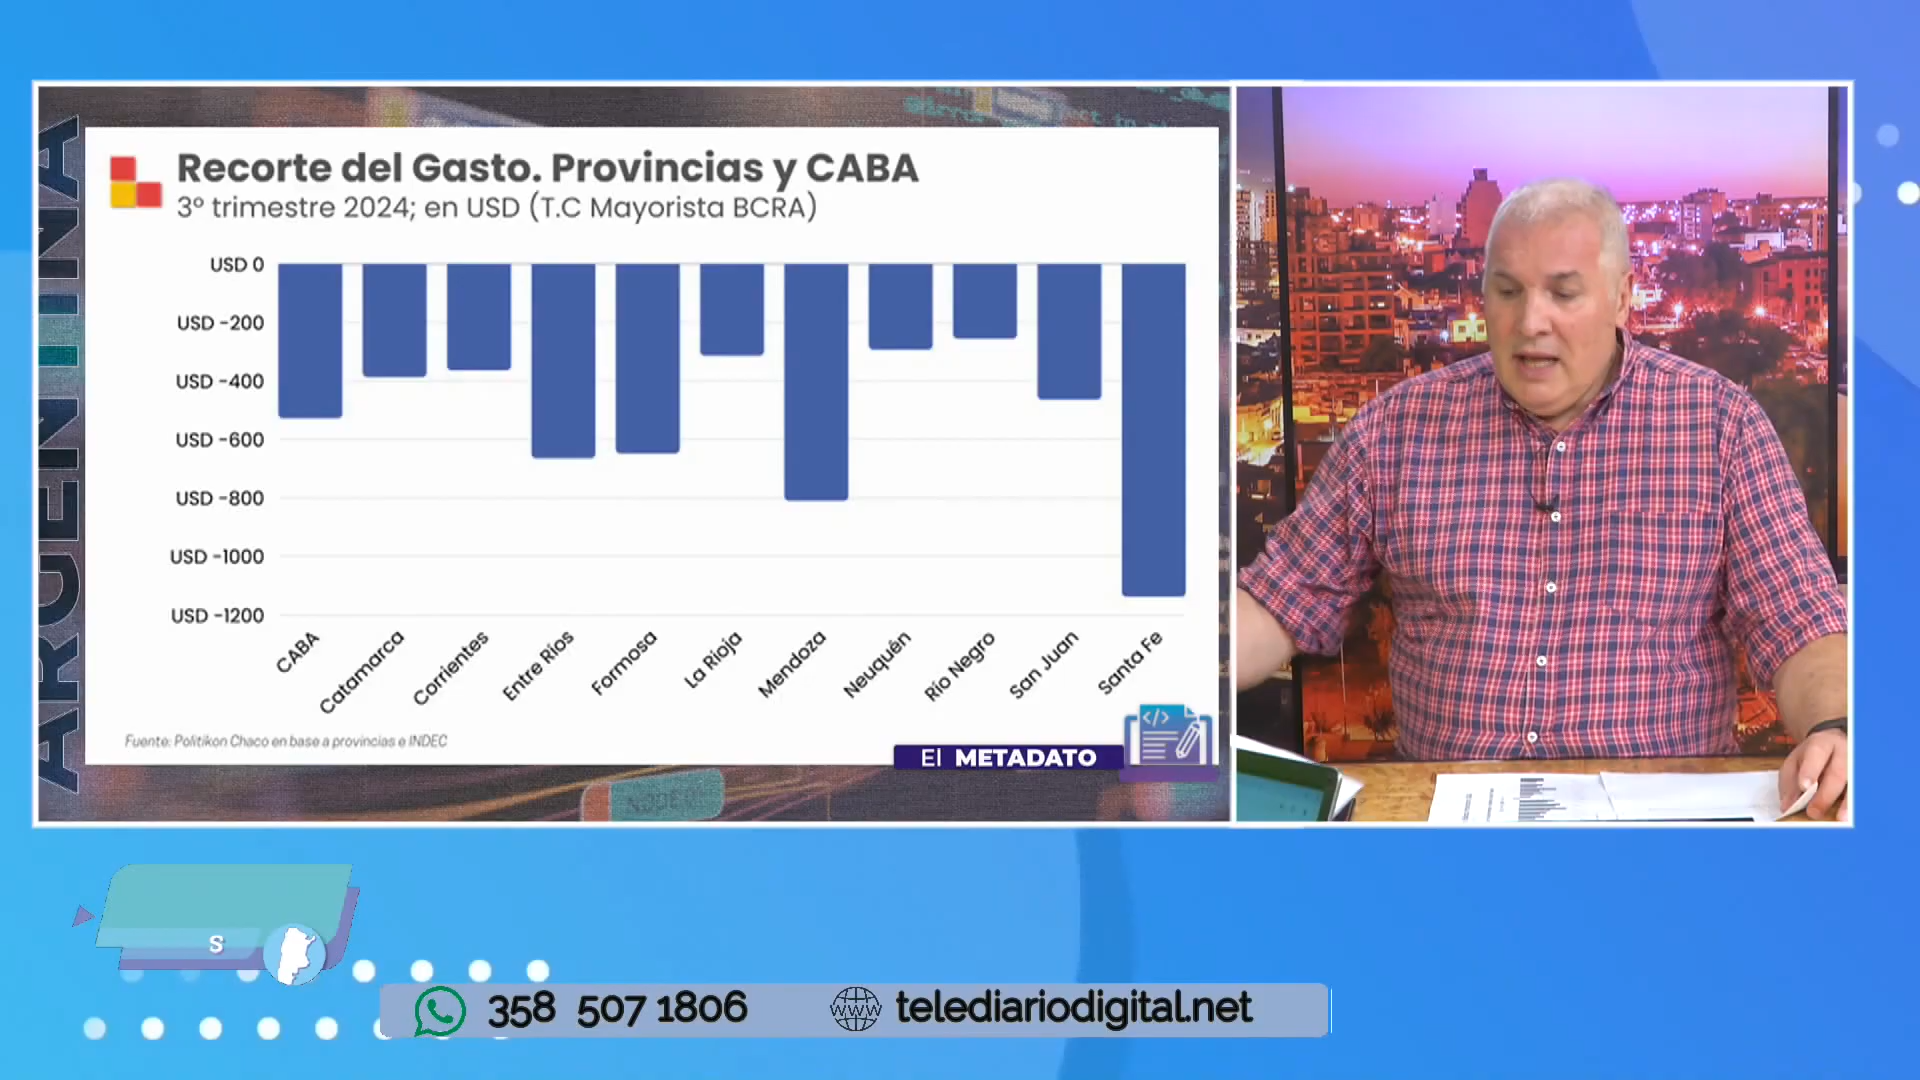 ARGENTINA
Recorte del Gasto. Provincias y CABA
3º trimestre 2024; en USD (T.C Mayorista BCRA)
USD 0
USD -200
USD -400
USD -600
USD -800
USD -1000
USD -1200
CABA
Catamarca
Corrientes
Entre Ríos
Formosa
La Rioja
Mendoza
Neuquén
Río Negro
San Juan
Santa Fe
Fuente: Politikon Chaco en base a provincias e INDEC
</>
El METADATO
S
358 507 1806
www
telediariodigital.net